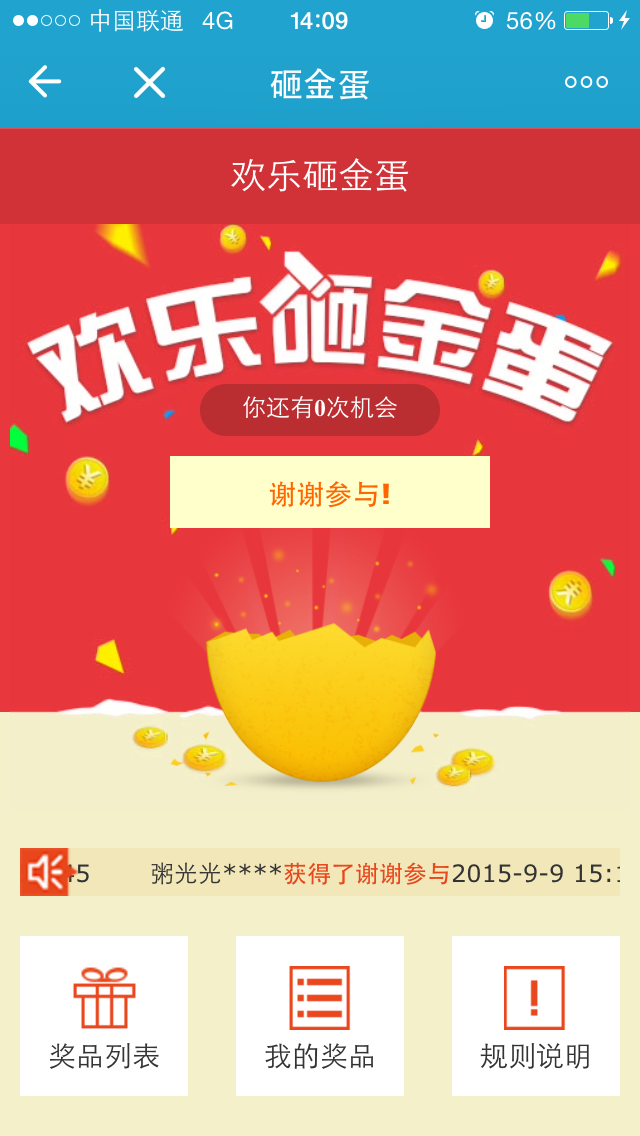 中国联通 4G 14:09 56%
砸金蛋
欢乐砸金蛋
欢乐砸金蛋
你还有0次机会
谢谢参与!
45 粥光光****获得了谢谢参与2015-9-9 15:1
奖品列表 我的奖品 规则说明